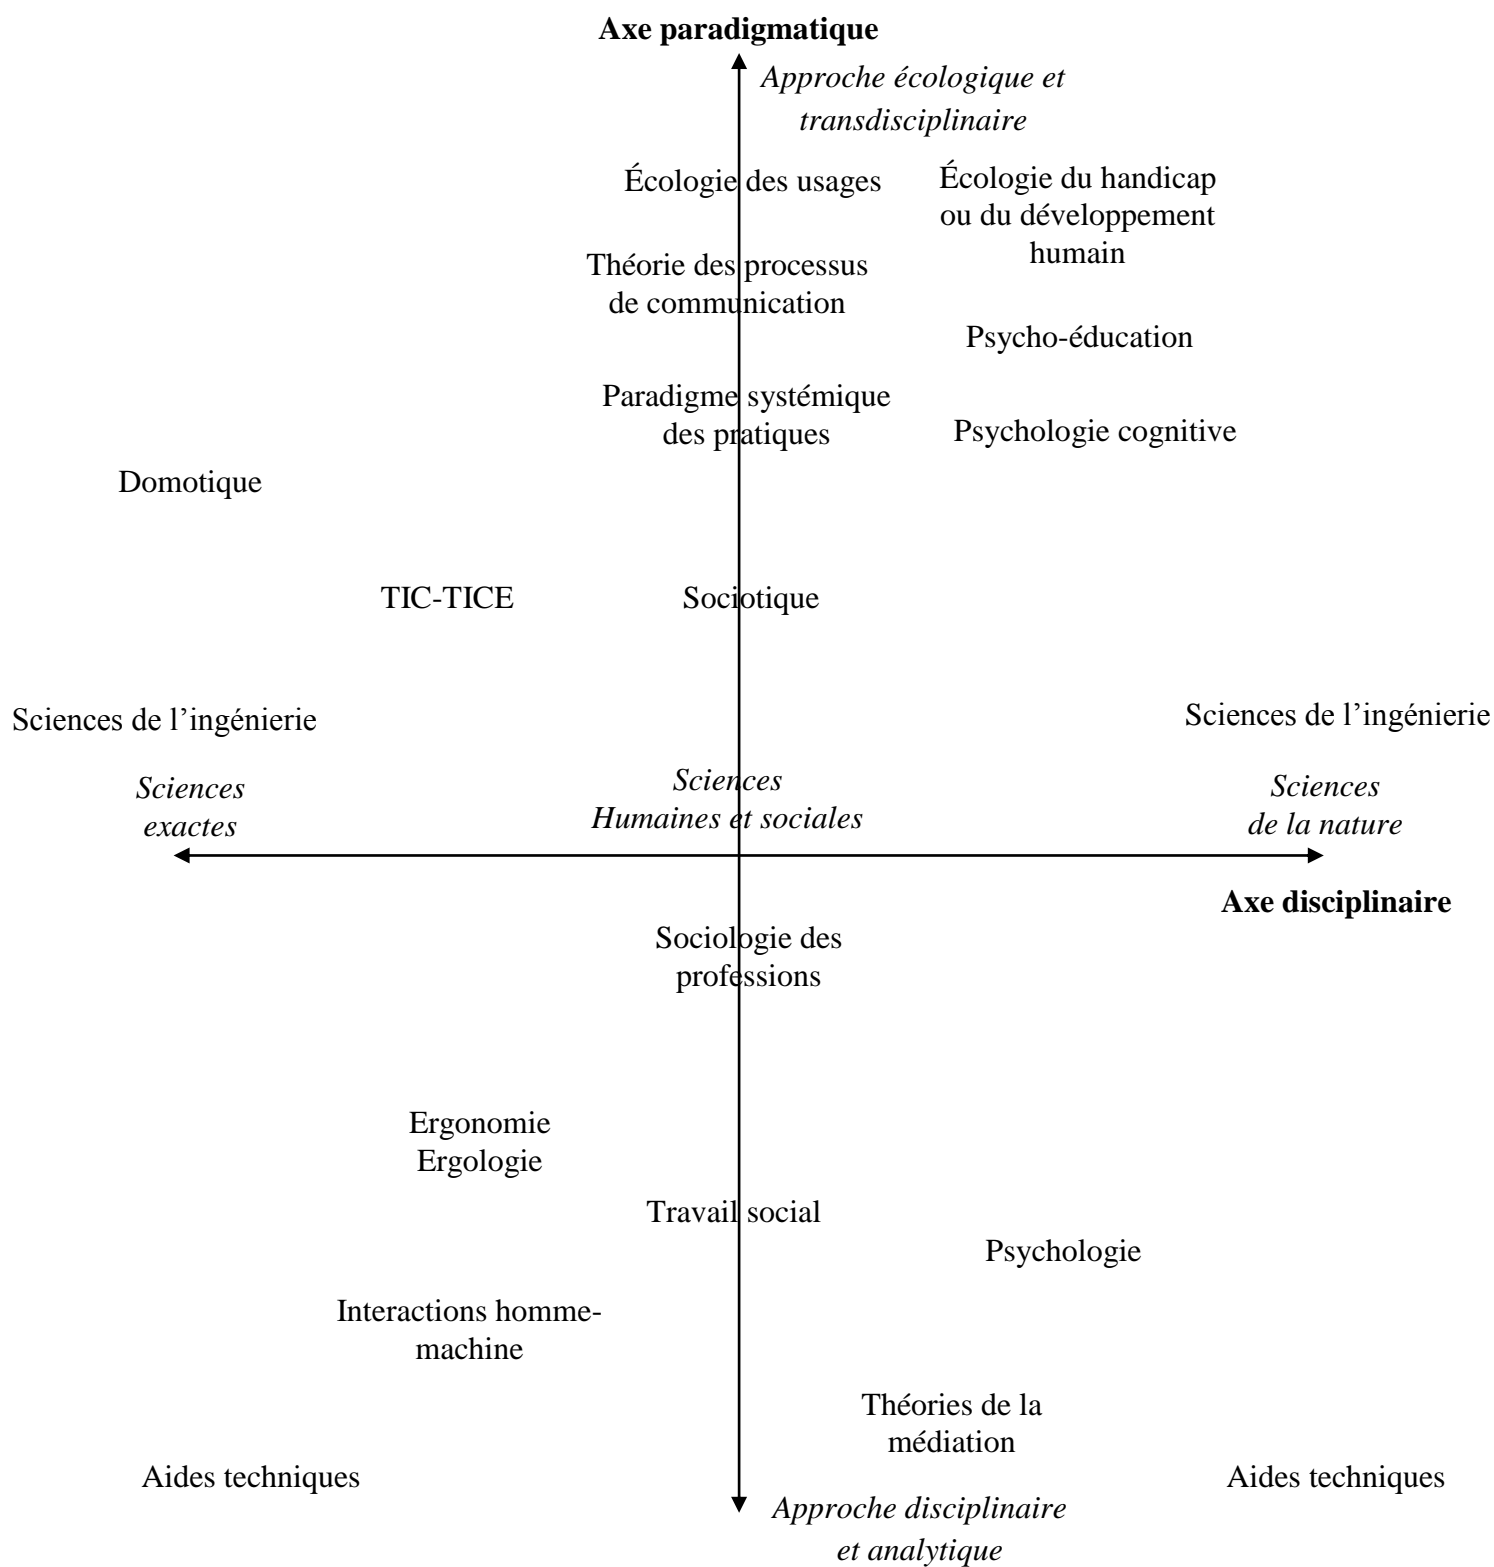 Axe paradigmatique
Approche écologique et
transdisciplinaire
Écologie des usages
Écologie du handicap
ou du développement
humain
Théorie des processus
de communication
Psycho-éducation
Paradigme systémique
des pratiques
Psychologie cognitive
Domotique
TIC-TICE
Sociotique
Sciences de l’ingénierie
Sciences de l’ingénierie
Sciences
exactes
Sciences
Humaines et sociales
Sciences
de la nature
Axe disciplinaire
Sociologie des
professions
Ergonomie
Ergologie
Travail social
Psychologie
Interactions homme-
machine
Théories de la
médiation
Aides techniques
Aides techniques
Approche disciplinaire
et analytique